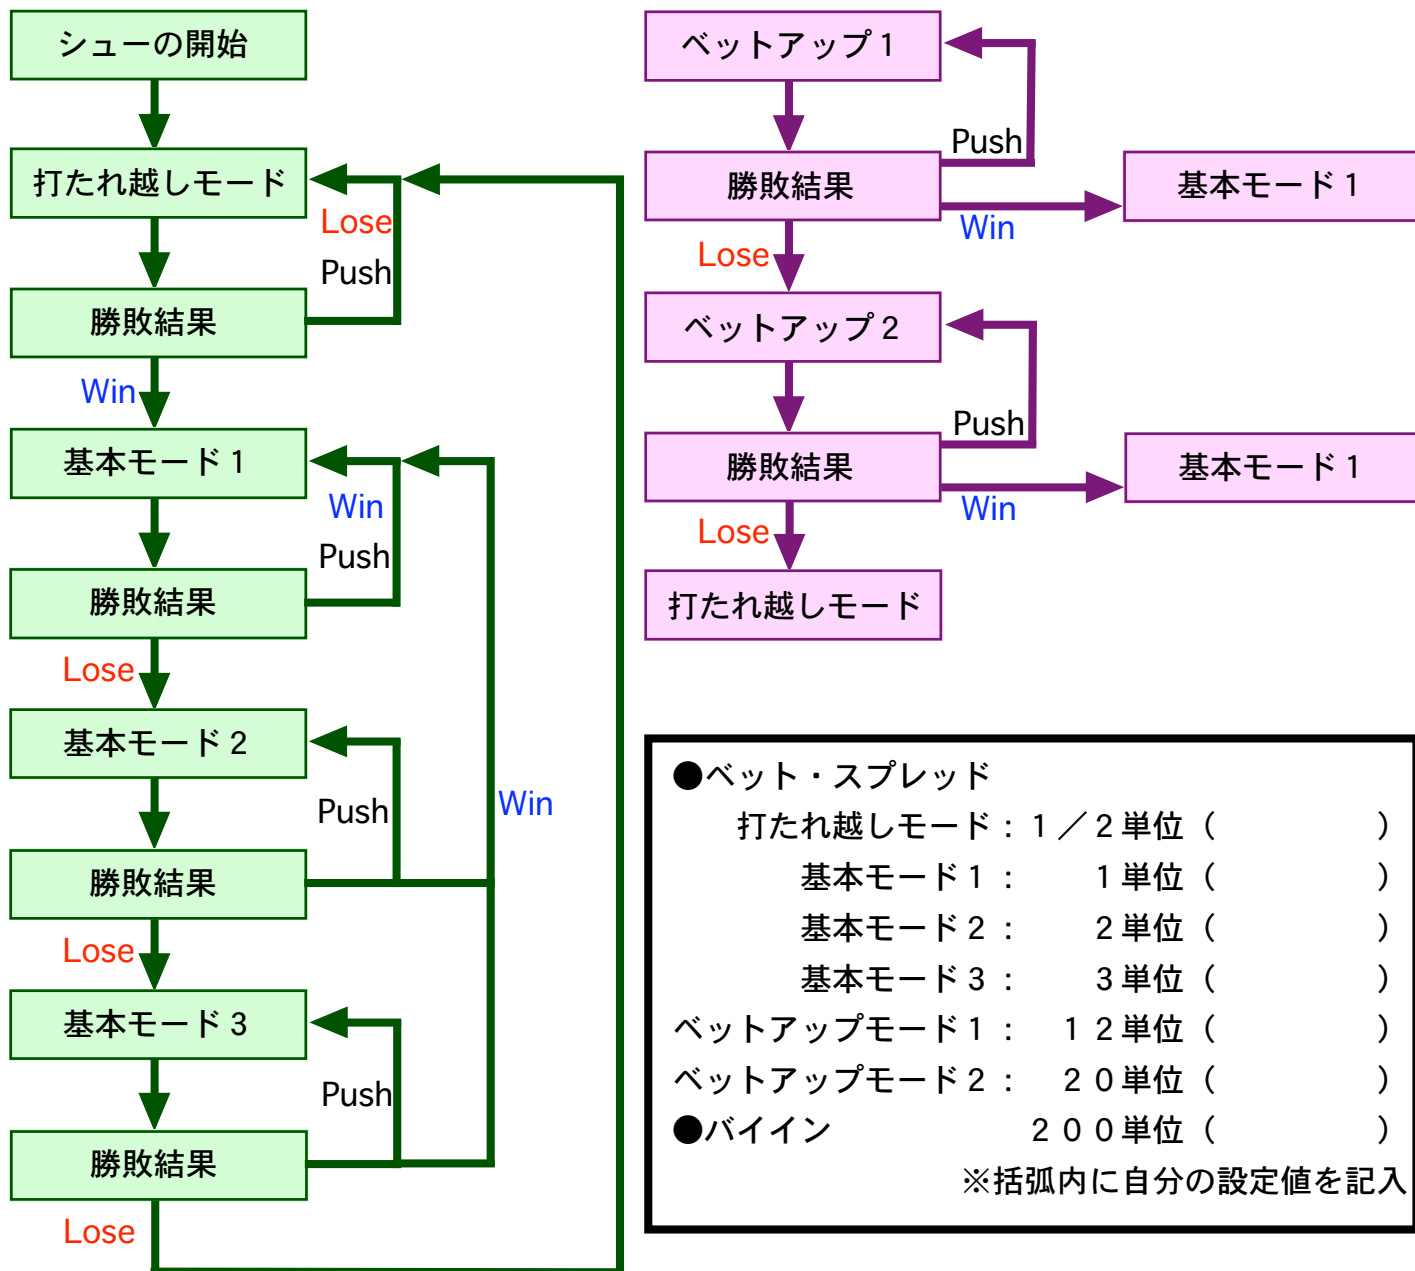 シューの開始
打たれ越しモード
Lose
Push
勝敗結果
Win
基本モード1
Win
Push
勝敗結果
Lose
基本モード2
Push
Win
勝敗結果
Lose
基本モード3
Push
勝敗結果
Lose
ベットアップ1
Push
勝敗結果
基本モード1
Win
Lose
ベットアップ2
Push
勝敗結果
基本モード1
Win
Lose
打たれ越しモード
●ベット・スプレッド
打たれ越しモード：1／2単位（　　　）
基本モード1：　1単位（　　　）
基本モード2：　2単位（　　　）
基本モード3：　3単位（　　　）
ベットアップモード1：　12単位（　　　）
ベットアップモード2：　20単位（　　　）
●バイイン　　　200単位（　　　）
※括弧内に自分の設定値を記入